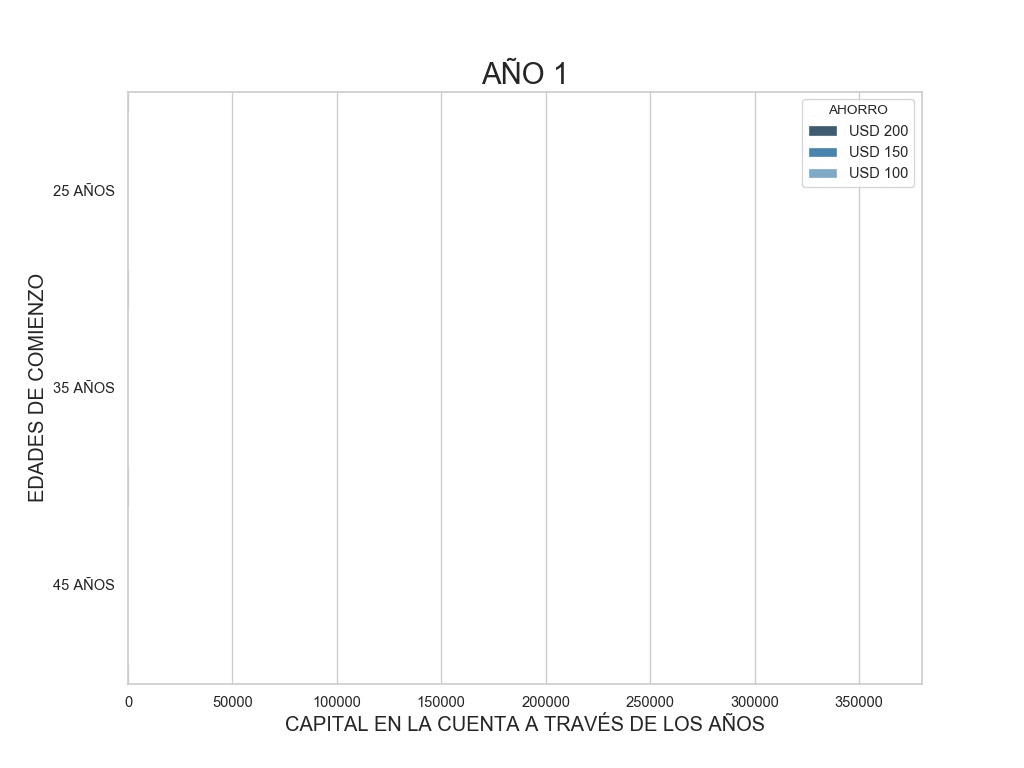 AÑO 1
AHORRO
USD 200
USD 150
USD 100
EDADES DE COMIENZO
25 AÑOS
35 AÑOS
45 AÑOS
0 50000 100000 150000 200000 250000 300000 350000
CAPITAL EN LA CUENTA A TRAVÉS DE LOS AÑOS